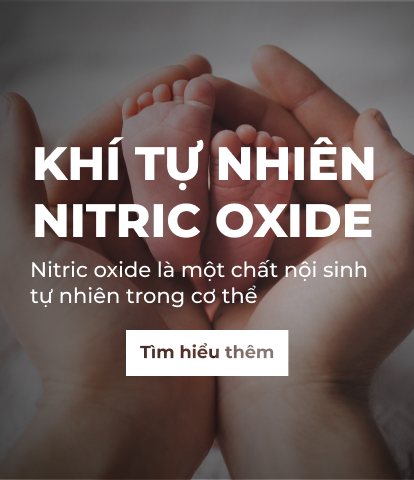 KHÍ TỰ NHIÊN
NITRIC OXIDE
Nitric oxide là một chất nội sinh
tự nhiên trong cơ thể
Tìm hiểu thêm